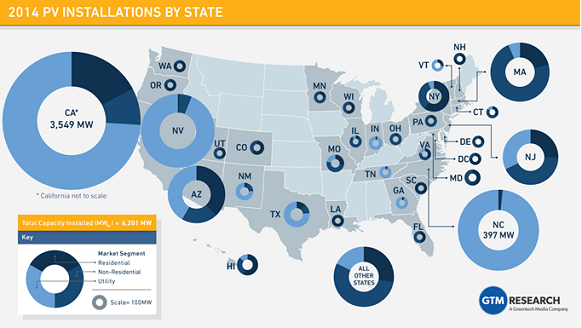 2014 PV INSTALLATIONS BY STATE
CA*
3,549 MW
* California not to scale
WA
OR
NV
UT
CO
AZ
NM
TX
HI
MN
WI
IL
IN
OH
MO
TN
LA
VT
NH
NY
MA
CT
PA
NJ
VA
DE
DC
MD
SC
GA
FL
NC
397 MW
ALL
OTHER
STATES
Total Capacity Installed (MWdc) = 6,201 MW
Key
Market Segment
Residential
Non-Residential
Utility
Scale= 100MW
GTM RESEARCH
A Greentech Media Company